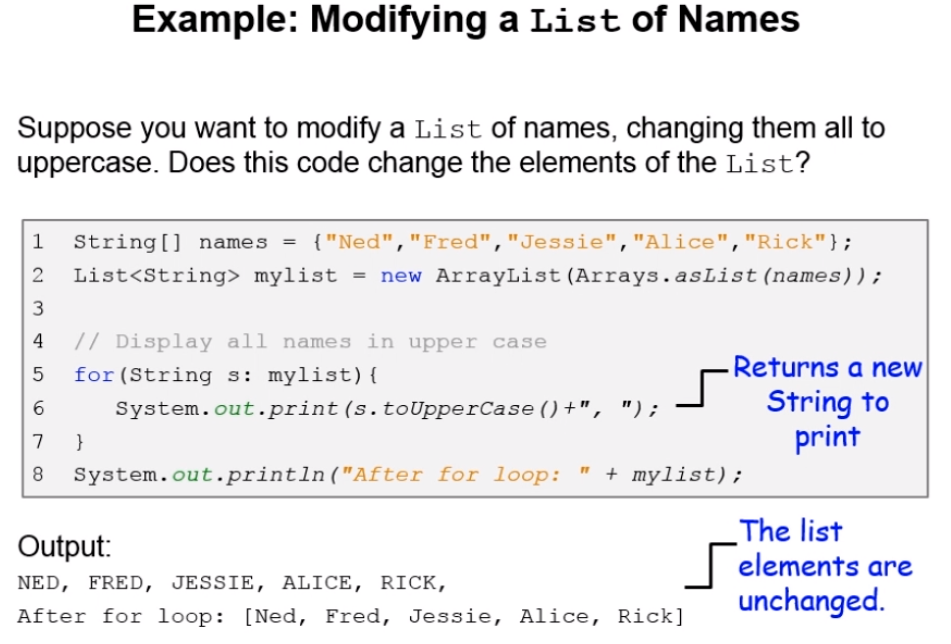 Example: Modifying a List of Names
Suppose you want to modify a List of names, changing them all to
uppercase. Does this code change the elements of the List?
1 String[] names = {"Ned","Fred","Jessie","Alice","Rick"};
2 List<String> mylist = new ArrayList(Arrays.asList(names));
3
4 // Display all names in upper case
5 for(String s: mylist){
6 System.out.print(s.toUpperCase()+", ");
7 }
8 System.out.println("After for loop: " + mylist);
Returns a new
String to
print
Output:
NED, FRED, JESSIE, ALICE, RICK,
After for loop: [Ned, Fred, Jessie, Alice, Rick]
The list
elements are
unchanged.